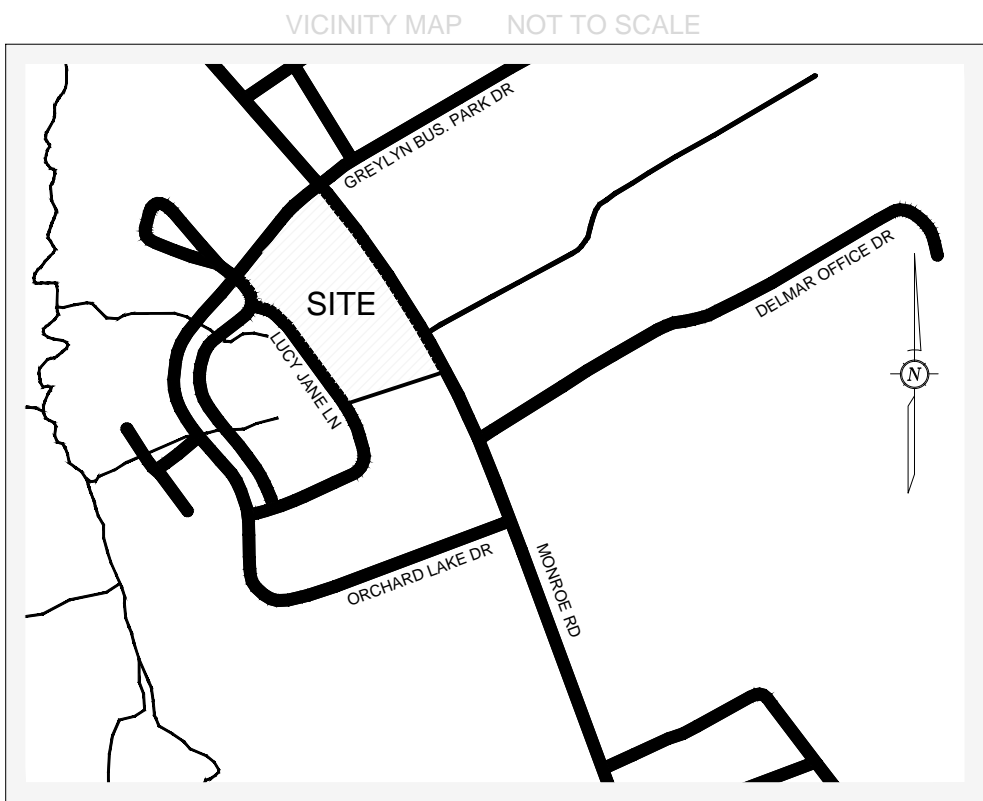 VICINITY MAP NOT TO SCALE
GREYLYN BUS. PARK DR
DELMAR OFFICE DR
SITE
LUCY JANE LN
N
ORCHARD LAKE DR
MONROE RD